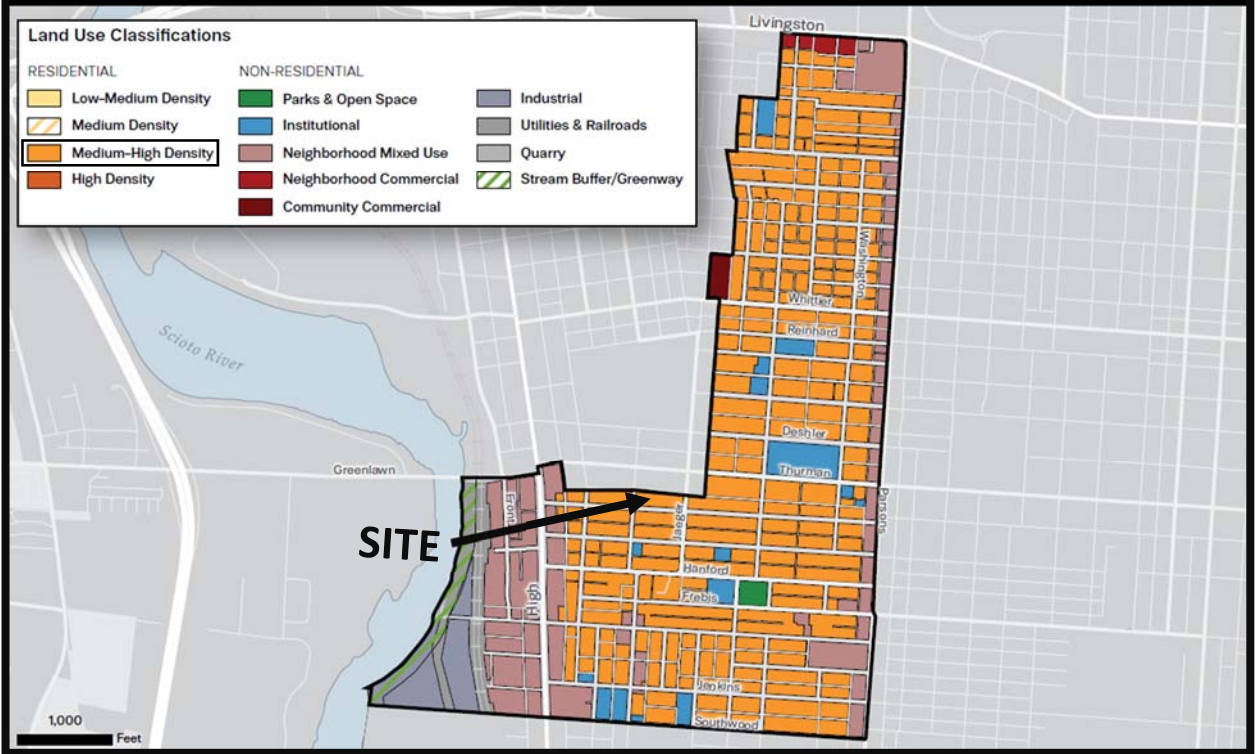 Land Use Classifications
RESIDENTIAL
Low-Medium Density
Medium Density
Medium-High Density
High Density
NON-RESIDENTIAL
Parks & Open Space
Institutional
Neighborhood Mixed Use
Neighborhood Commercial
Community Commercial
Industrial
Utilities & Railroads
Quarry
Stream Buffer/Greenway
Livingston
Washington
Whittier
Reinhard
Scioto River
Deshler
Greenlawn
Thurman
Parsons
Front
Jaeger
SITE
Hanford
High
Frebis
Jenkins
Southwood
1,000
Feet